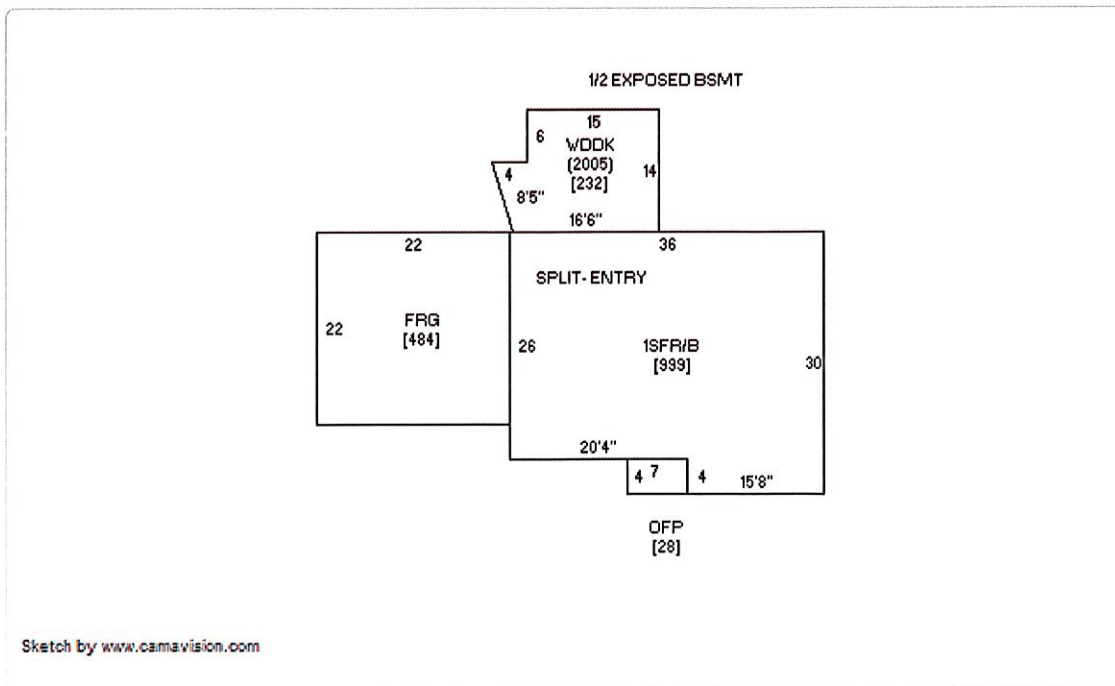 1/2 EXPOSED BSMT
15
6
WDDK
(2005)
[232]
14
4
8'5"
16'6"
22
36
SPLIT-ENTRY
FRG
[484]
22
26
1SFR/B
[999]
30
20'4"
4 7
4
15'8"
OFP
[28]
Sketch by www.camavision.com